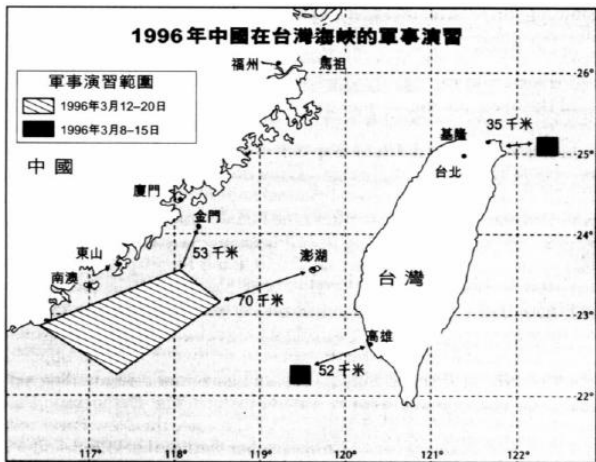 1996年中國在台灣海峽的軍事演習
福州
馬祖
軍事演習範圍
1996年3月12–20日
1996年3月8–15日
中國
廈門
金門
53千米
東山
南澳
澎湖
70千米
台灣
基隆
台北
35千米
高雄
52千米
26°
25°
24°
23°
22°
117°
118°
119°
120°
121°
122°